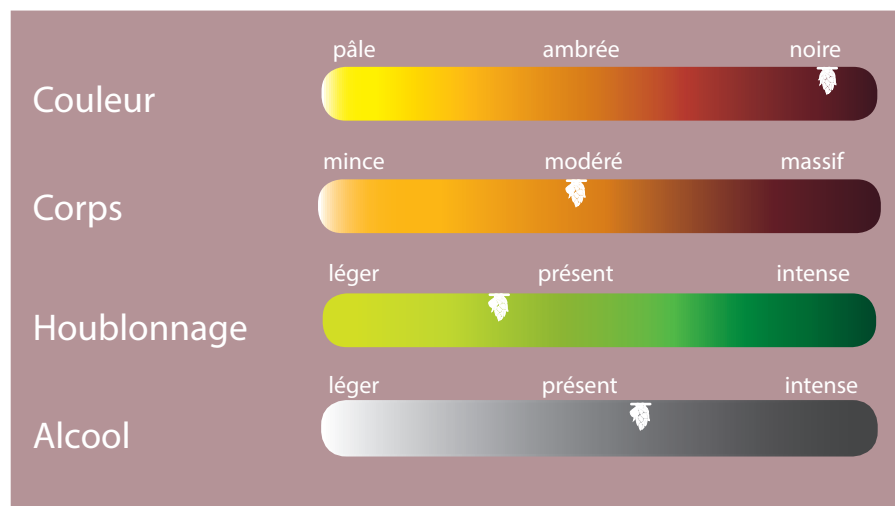 pâle ambrée noire
Couleur
mince modéré massif
Corps
léger présent intense
Houblonnage
léger présent intense
Alcool